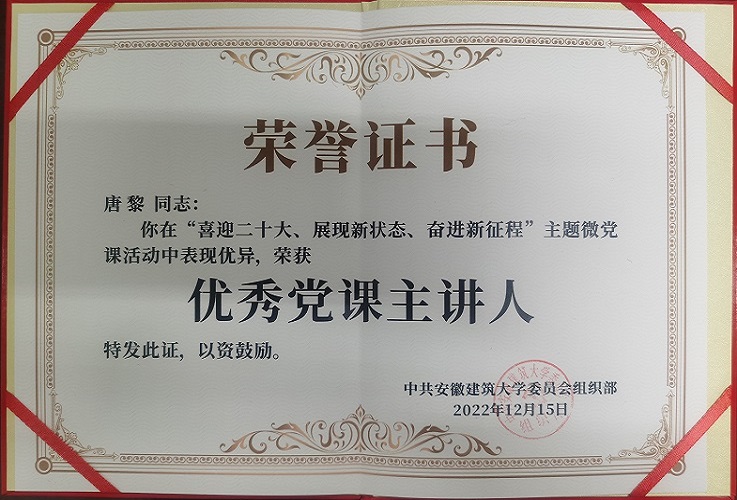 荣誉证书
唐黎 同志：
你在“喜迎二十大、展现新状态、奋进新征程”主题微党
课活动中表现优异，荣获
优秀党课主讲人
特发此证，以资鼓励。
中共安徽建筑大学委员会组织部
2022年12月15日